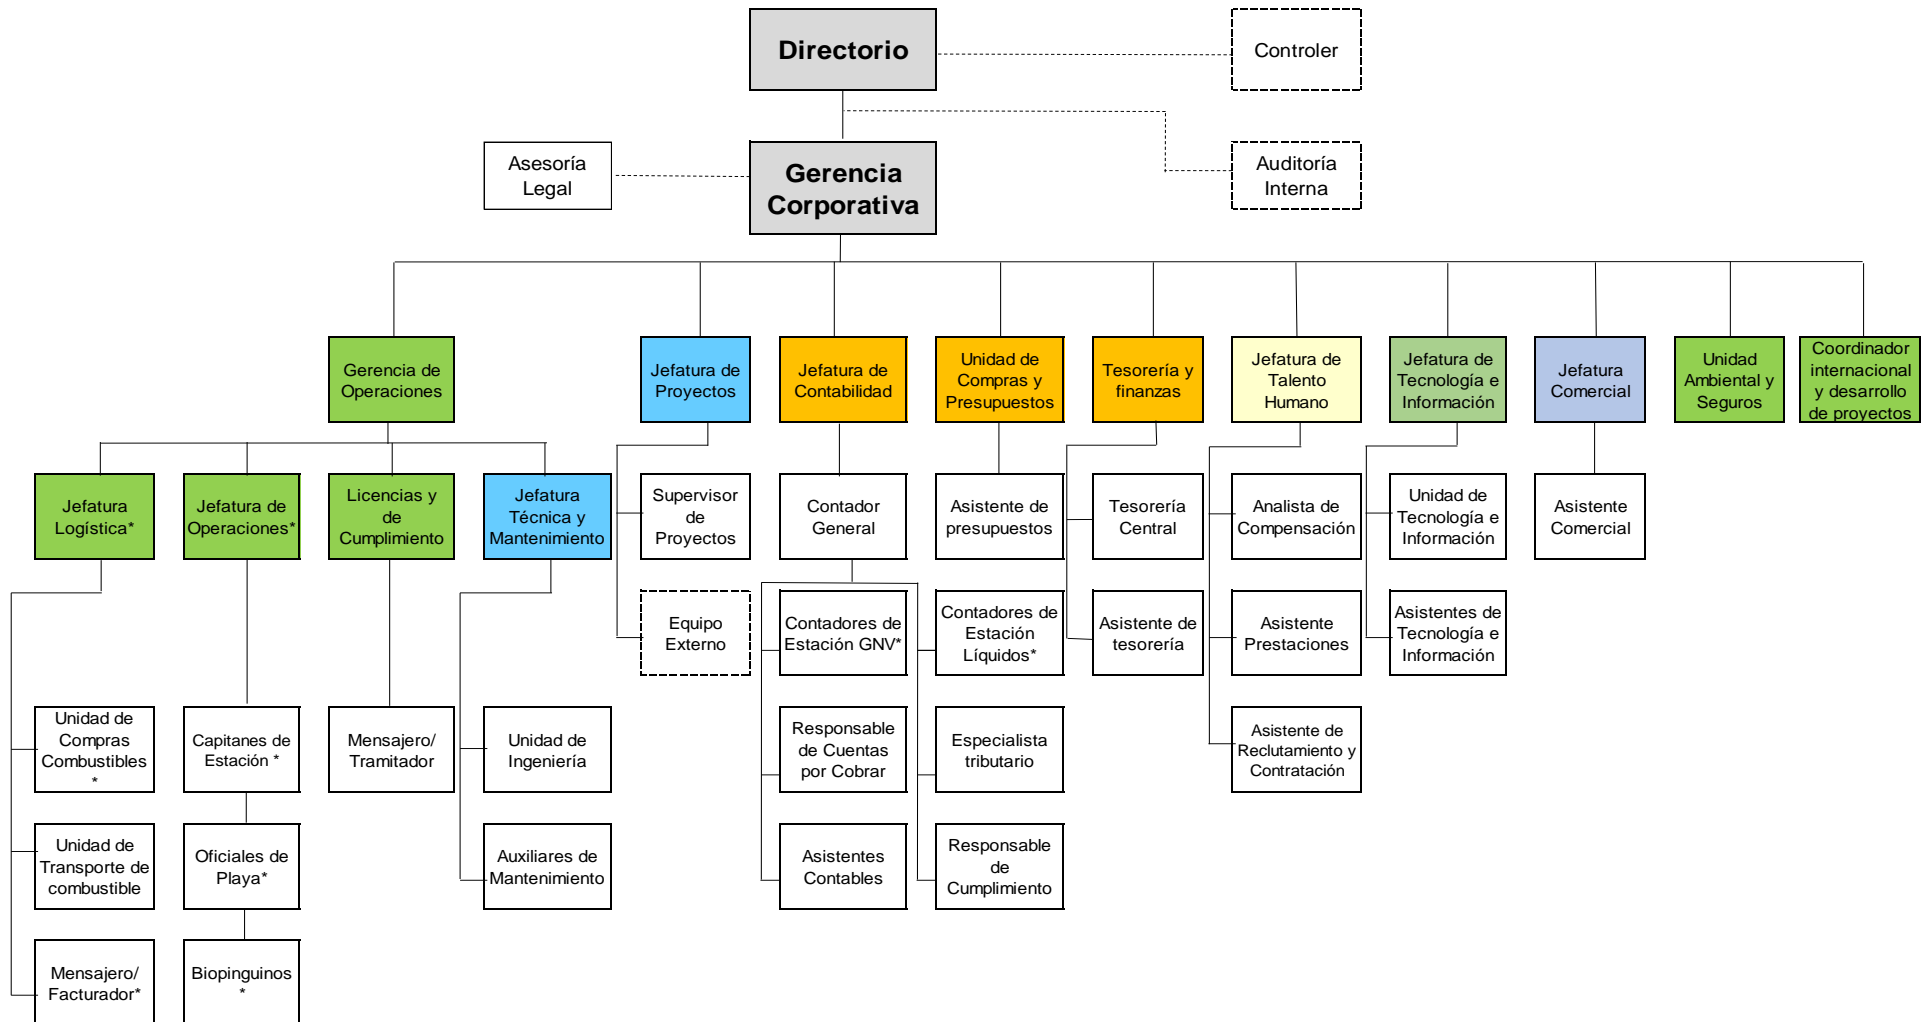 Directorio
Controler
Asesoría
Legal
Gerencia
Corporativa
Auditoría
Interna
Gerencia de
Operaciones
Jefatura de
Proyectos
Jefatura de
Contabilidad
Unidad de
Compras y
Presupuestos
Tesorería y
finanzas
Jefatura de
Talento
Humano
Jefatura de
Tecnología e
Información
Jefatura
Comercial
Unidad
Ambiental y
Seguros
Coordinador
internacional
y desarrollo
de proyectos
Jefatura
Logística*
Jefatura de
Operaciones*
Licencias y
de
Cumplimiento
Jefatura
Técnica y
Mantenimiento
Supervisor
de
Proyectos
Contador
General
Asistente de
presupuestos
Tesorería
Central
Analista de
Compensación
Unidad de
Tecnología e
Información
Asistente
Comercial
Equipo
Externo
Contadores de
Estación GNV*
Contadores de
Estación
Líquidos*
Asistente de
tesorería
Asistente
Prestaciones
Asistentes de
Tecnología e
Información
Unidad de
Compras
Combustibles
*
Capitanes de
Estación *
Mensajero/
Tramitador
Unidad de
Ingeniería
Responsable
de Cuentas
por Cobrar
Especialista
tributario
Asistente de
Reclutamiento y
Contratación
Unidad de
Transporte de
combustible
Oficiales de
Playa*
Auxiliares de
Mantenimiento
Asistentes
Contables
Responsable
de
Cumplimiento
Mensajero/
Facturador*
Biopinguinos
*